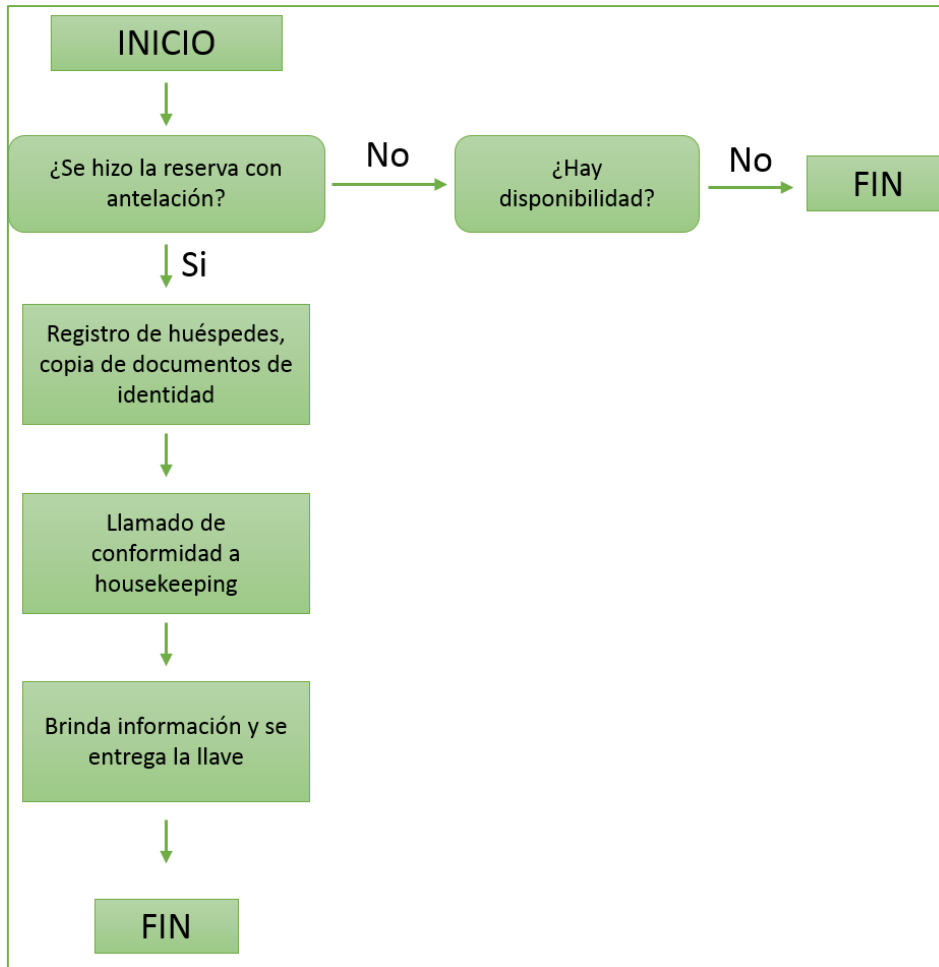 INICIO
¿Se hizo la reserva con
antelación?
No
¿Hay
disponibilidad?
No
FIN
Si
Registro de huéspedes,
copia de documentos de
identidad
Llamado de
conformidad a
housekeeping
Brinda información y se
entrega la llave
FIN